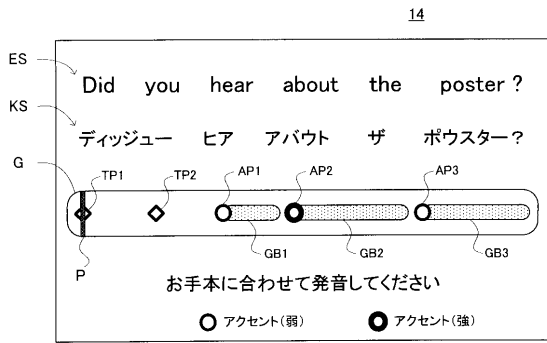 14
ES
Did you hear about the poster?
KS
ディッジュー ヒア アバウト ザ ポウスター?
G
TP1 TP2 AP1 AP2 AP3
P GB1 GB2 GB3
お手本に合わせて発音してください
アクセント(弱) アクセント(強)